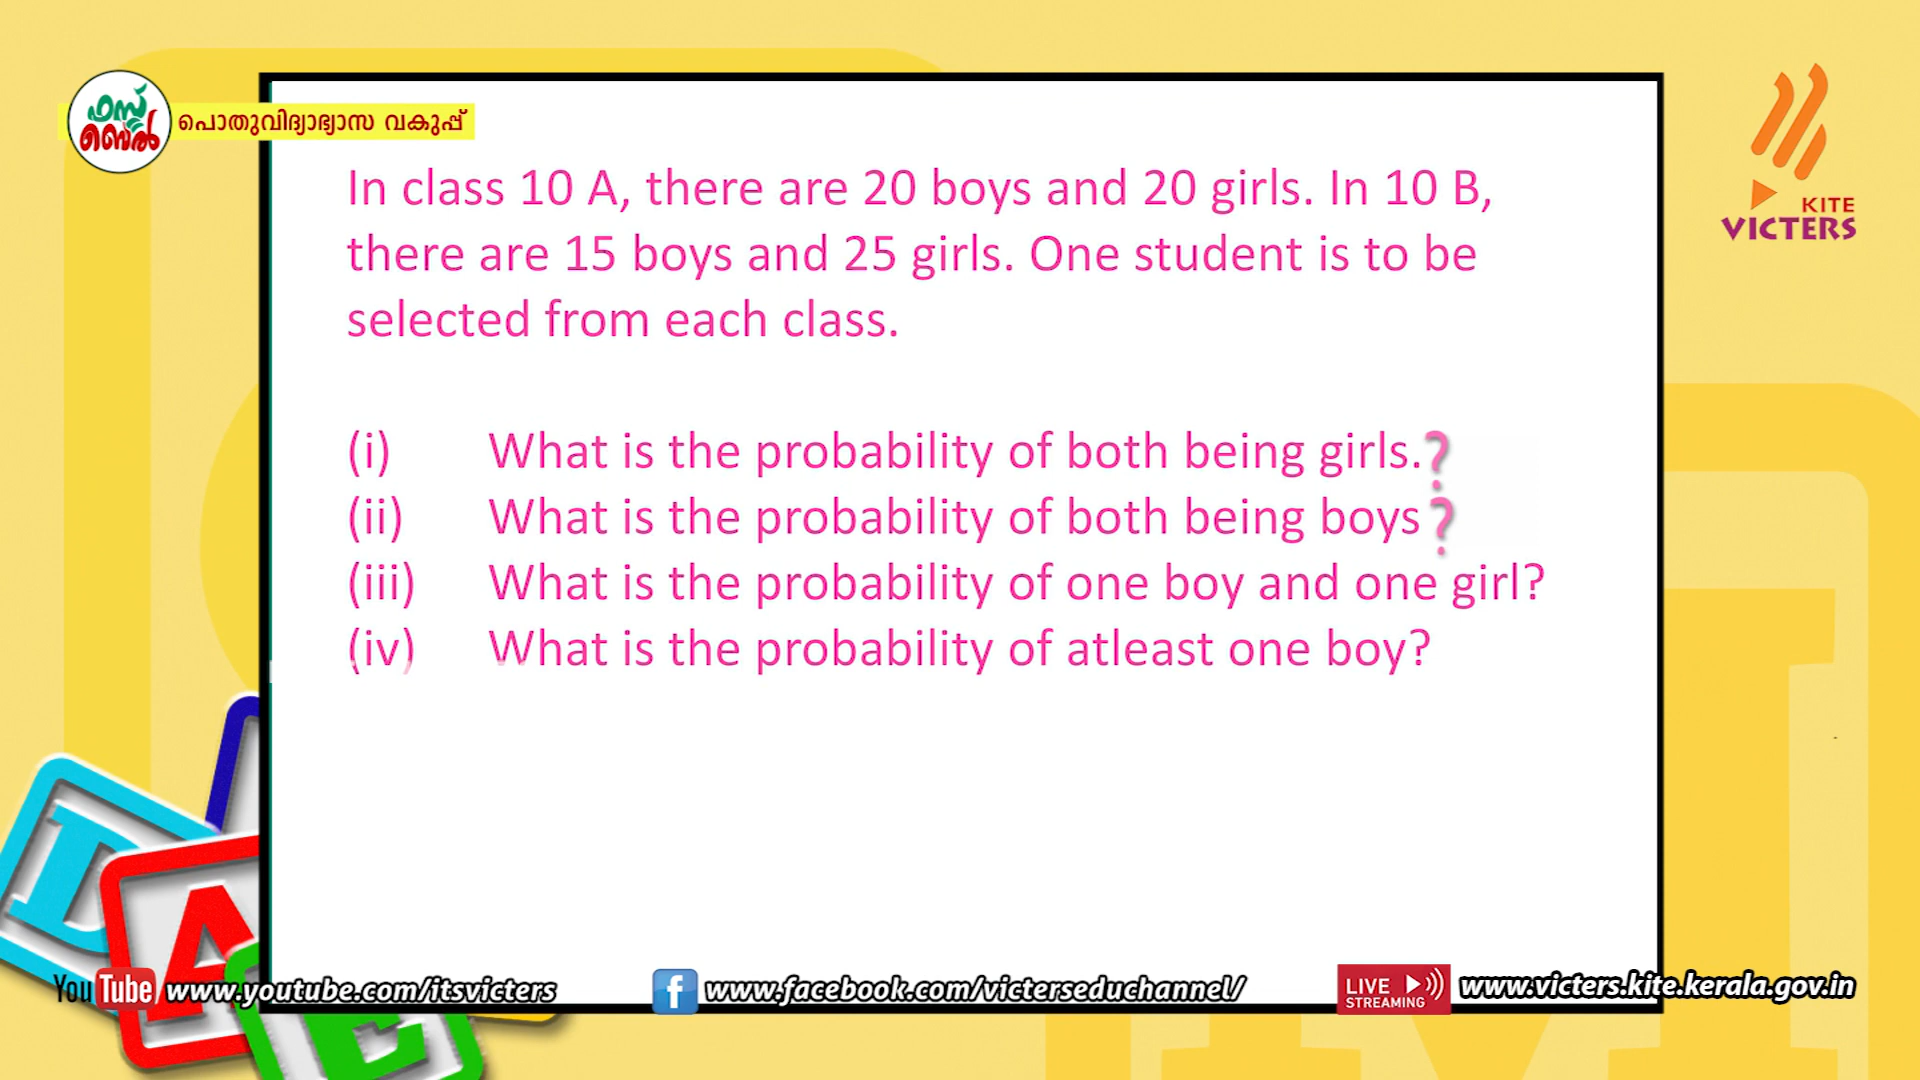 ഫസ്റ്റ്
ബെൽ
പൊതുവിദ്യാഭ്യാസ വകുപ്പ്
KITE
VICTERS
In class 10 A, there are 20 boys and 20 girls. In 10 B,
there are 15 boys and 25 girls. One student is to be
selected from each class.
(i) What is the probability of both being girls.?
(ii) What is the probability of both being boys?
(iii) What is the probability of one boy and one girl?
(iv) What is the probability of atleast one boy?
D
A
E
YouTube www.youtube.com/itsvicters
f www.facebook.com/victerseduchannel/
LIVE STREAMING www.victers.kite.kerala.gov.in